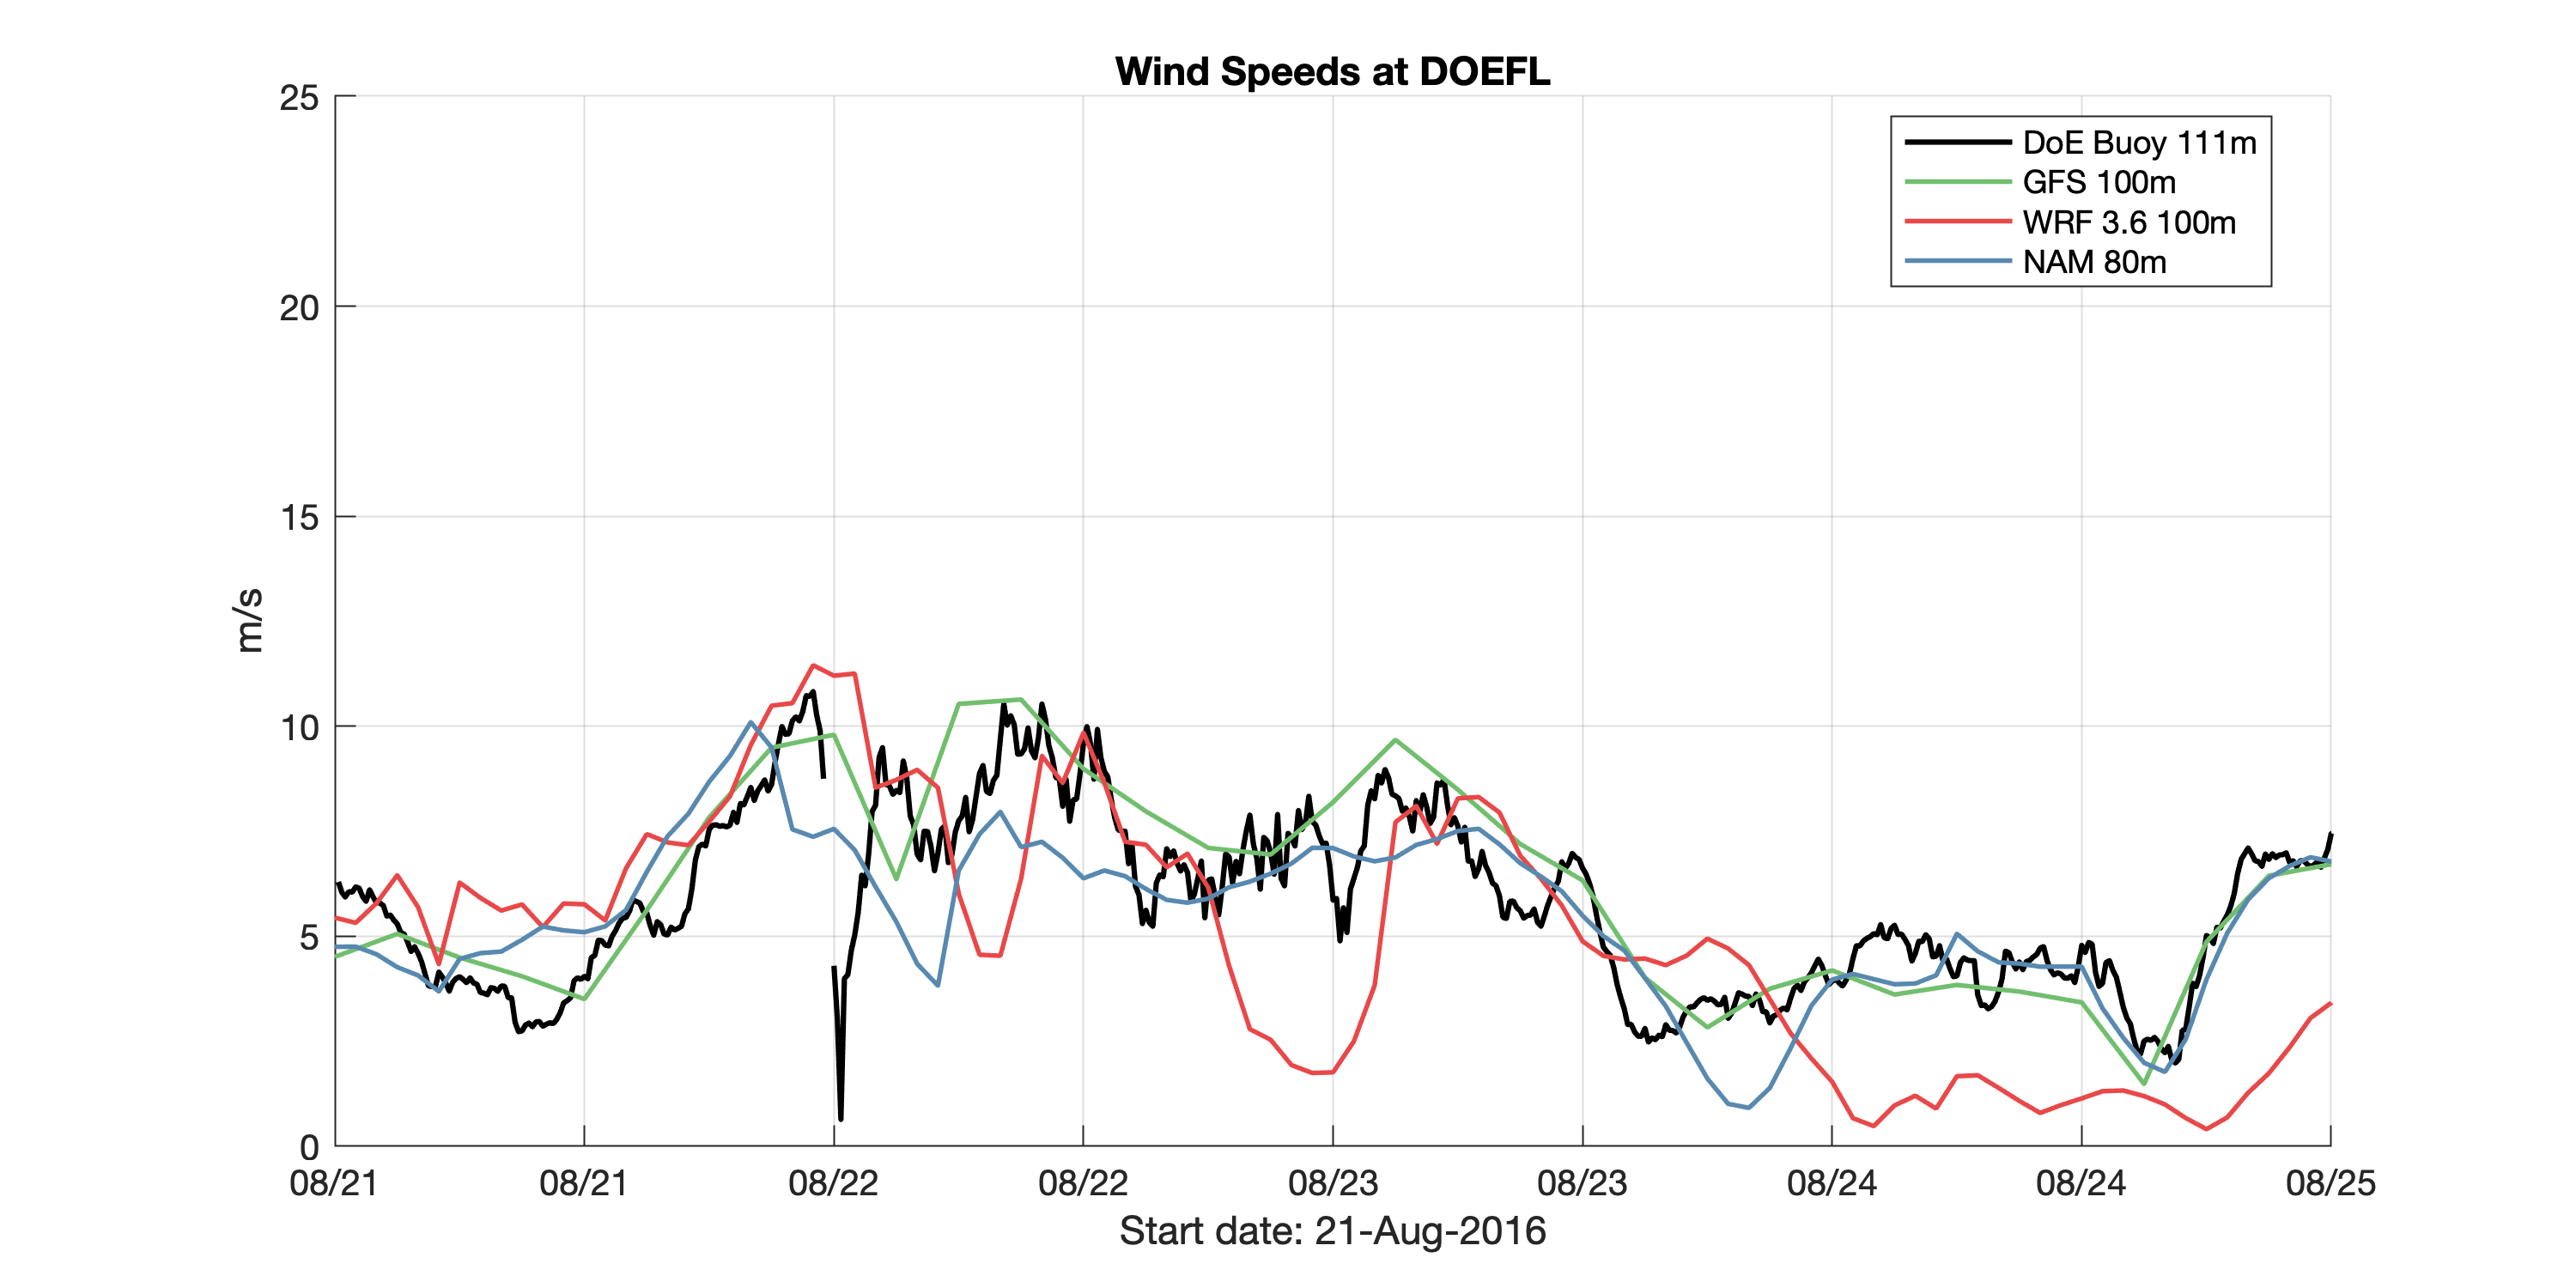 Wind Speeds at DOEFL
25
20
15
10
5
0
m/s
DoE Buoy 111m
GFS 100m
WRF 3.6 100m
NAM 80m
08/21 08/21 08/22 08/22 08/23 08/23 08/24 08/24 08/25
Start date: 21-Aug-2016